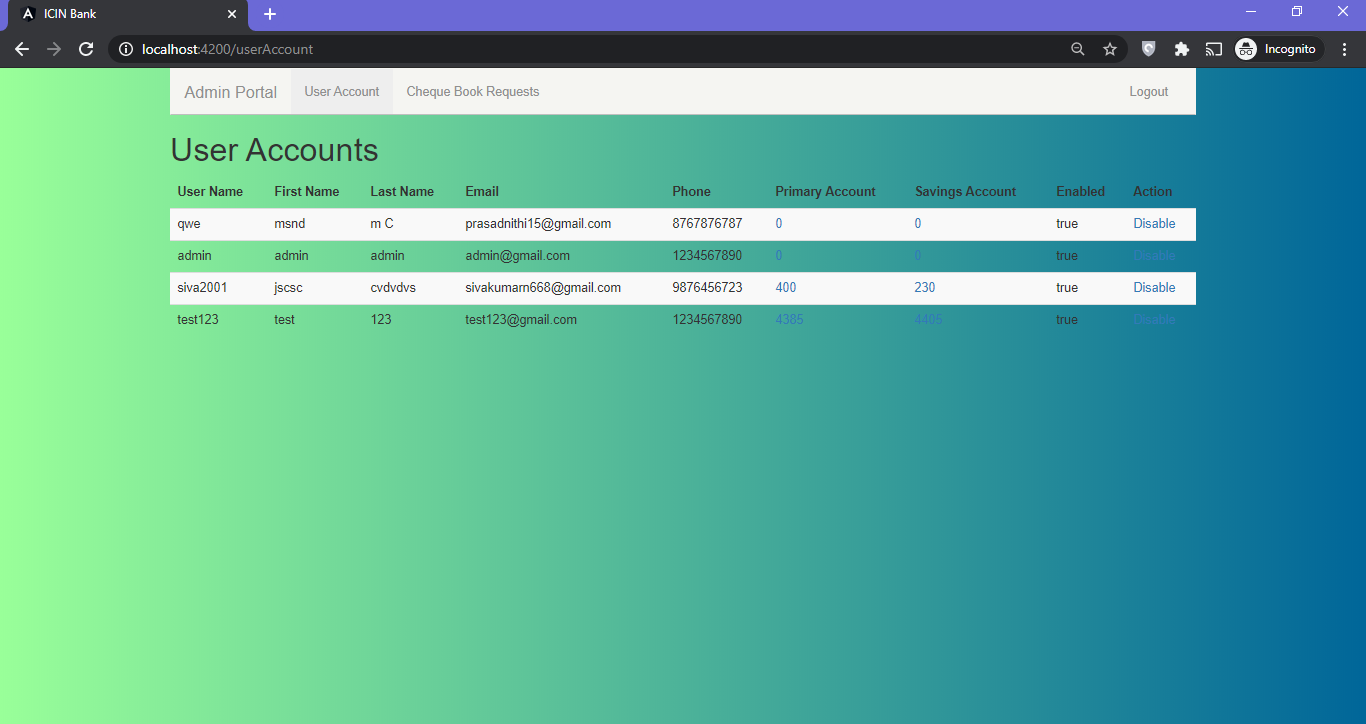 ICIN Bank
localhost:4200/userAccount
Incognito
Admin Portal User Account Cheque Book Requests Logout
User Accounts
User Name First Name Last Name Email Phone Primary Account Savings Account Enabled Action
qwe msnd m C prasadnithi15@gmail.com 8767876787 0 0 true Disable
admin admin admin admin@gmail.com 1234567890 0 0 true Disable
siva2001 jscsc cvdvdvs sivakumarn668@gmail.com 9876456723 400 230 true Disable
test123 test 123 test123@gmail.com 1234567890 4385 4405 true Disable